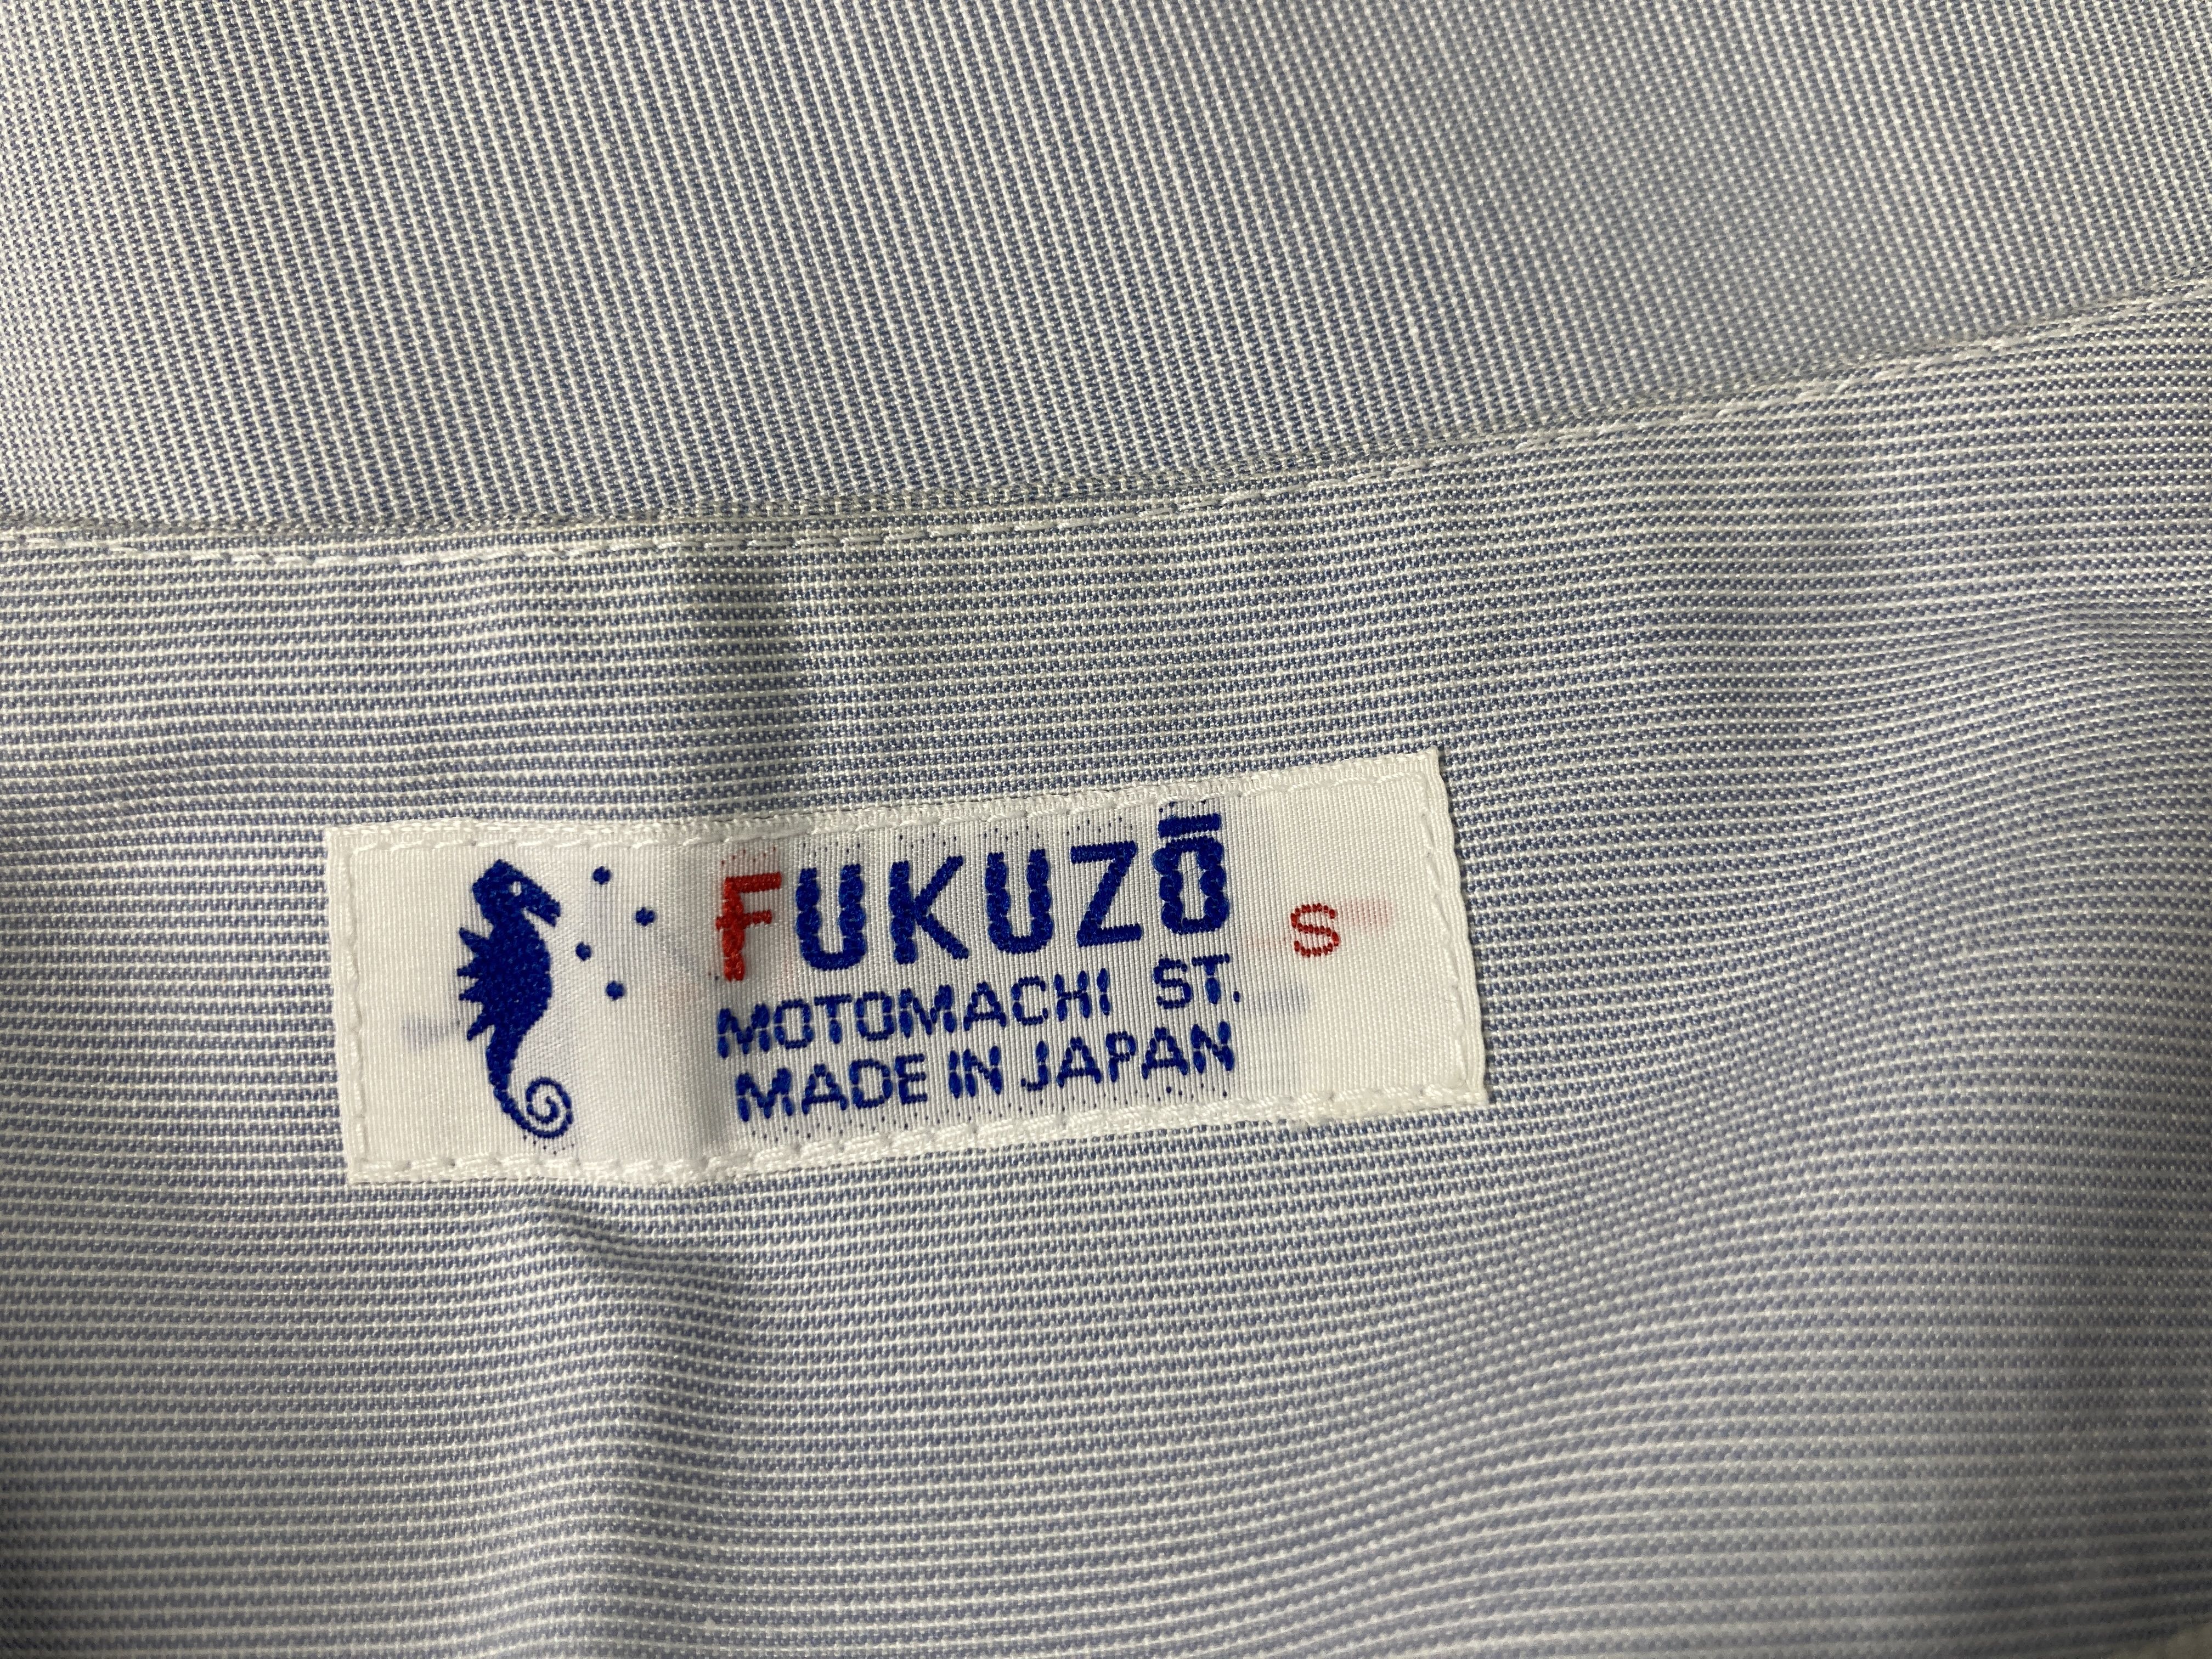 FUKUZŌ S
MOTOMACHI ST.
MADE IN JAPAN